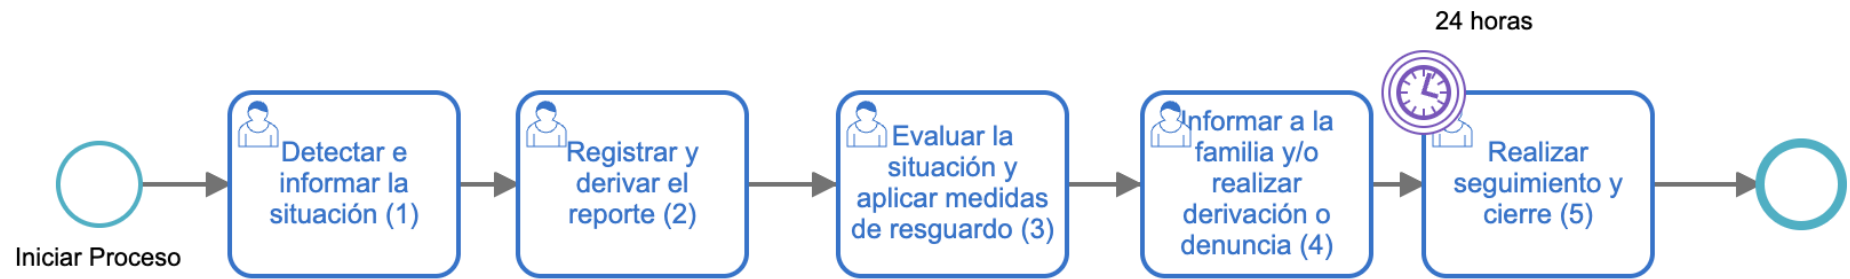 24 horas
Iniciar Proceso
Detectar e
informar la
situación (1)
Registrar y
derivar el
reporte (2)
Evaluar la
situación y
aplicar medidas
de resguardo (3)
Informar a la
familia y/o
realizar
derivación o
denuncia (4)
Realizar
seguimiento y
cierre (5)